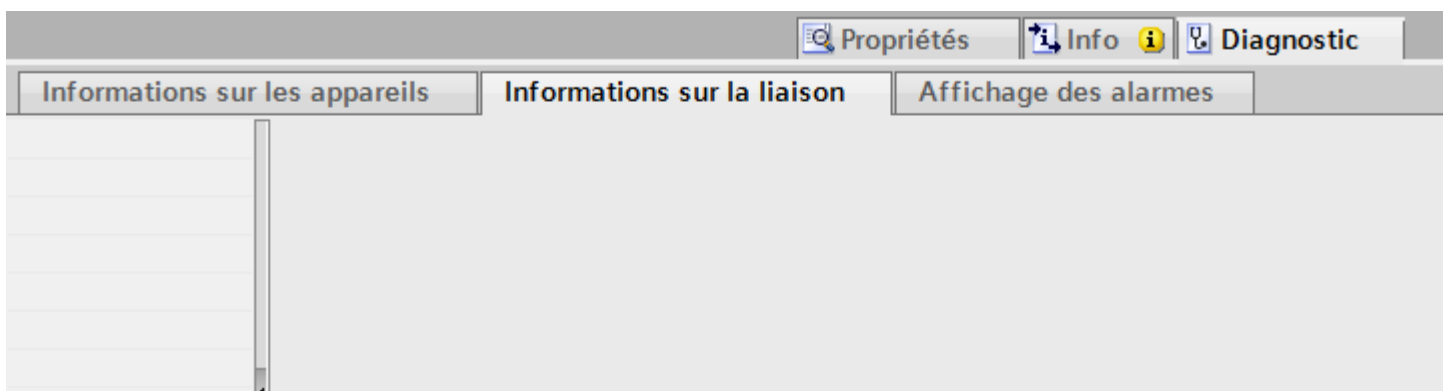 Propriétés Info Diagnostic
Informations sur les appareils Informations sur la liaison Affichage des alarmes